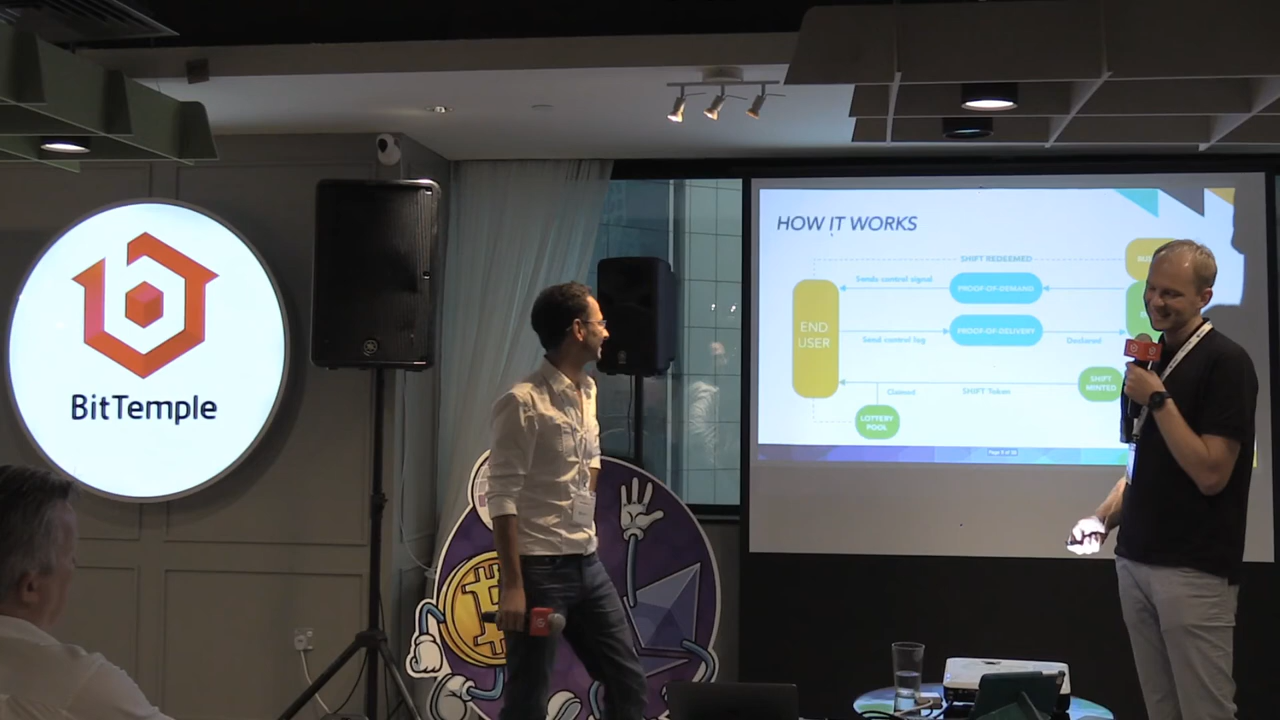 BitTemple
HOW IT WORKS
SHIFT REDEEMED
Sends control signal
PROOF-OF-DEMAND
END
USER
PROOF-OF-DELIVERY
Send control log
Declared
SHIFT
MINTED
Claimed
SHIFT Token
LOTTERY
POOL